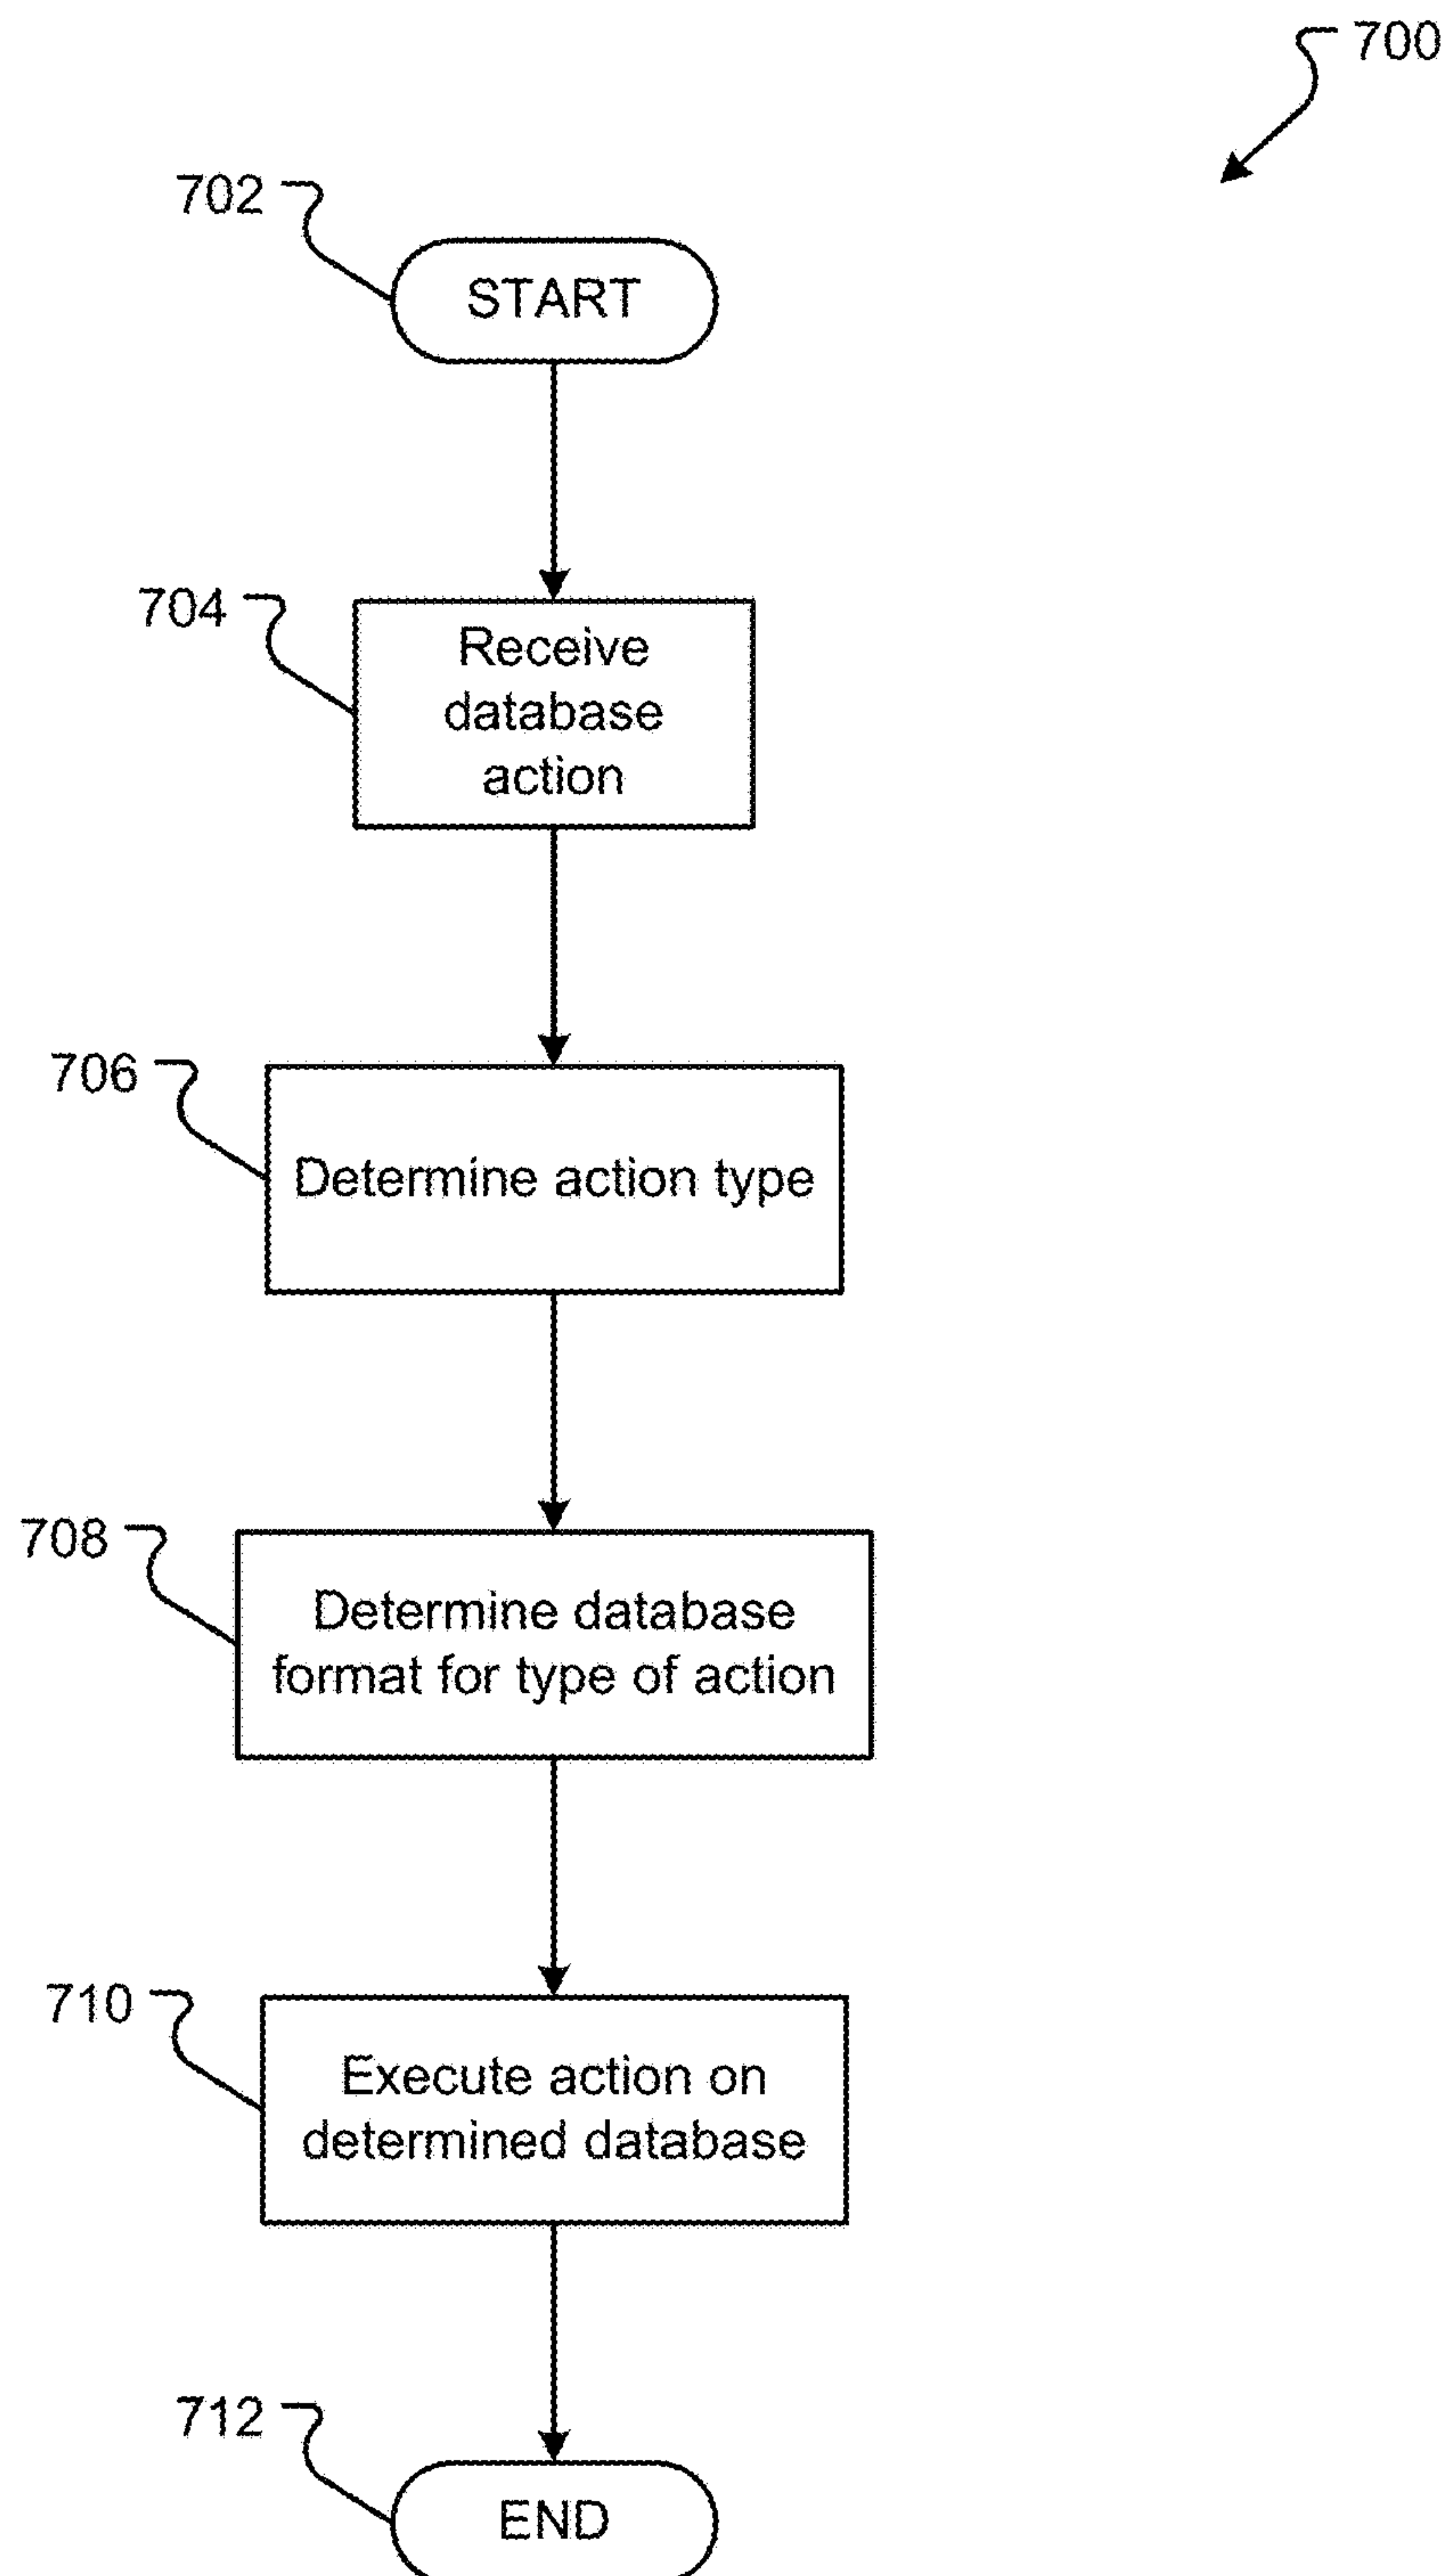 700
702
START
704
Receive
database
action
706
Determine action type
708
Determine database
format for type of action
710
Execute action on
determined database
712
END